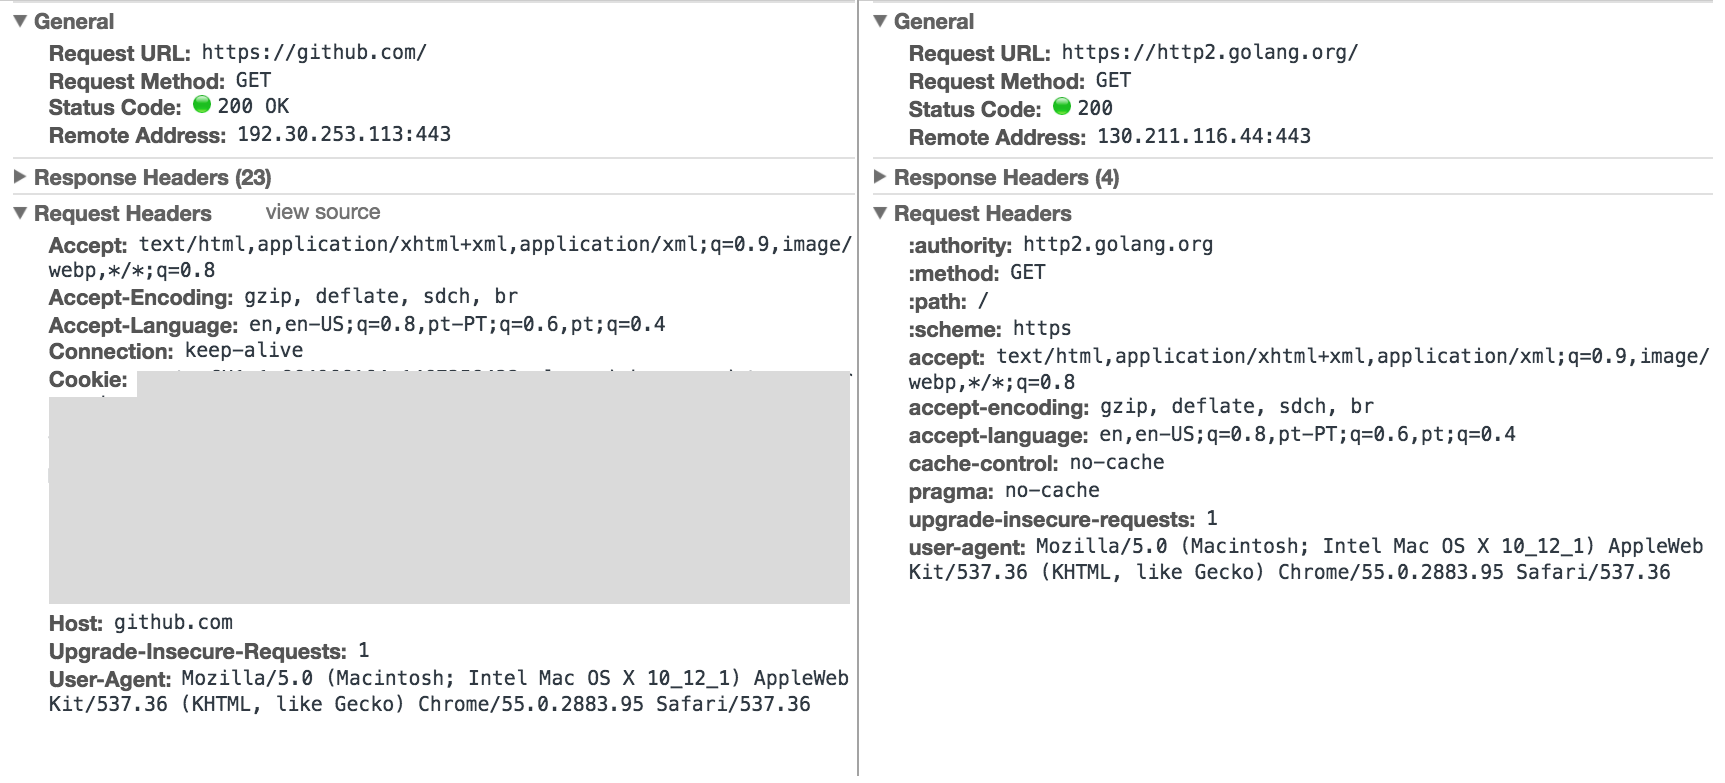 General
Request URL: https://github.com/
Request Method: GET
Status Code: 200 OK
Remote Address: 192.30.253.113:443
Response Headers (23)
Request Headers view source
Accept: text/html,application/xhtml+xml,application/xml;q=0.9,image/
webp,*/*;q=0.8
Accept-Encoding: gzip, deflate, sdch, br
Accept-Language: en,en-US;q=0.8,pt-PT;q=0.6,pt;q=0.4
Connection: keep-alive
Cookie:
Host: github.com
Upgrade-Insecure-Requests: 1
User-Agent: Mozilla/5.0 (Macintosh; Intel Mac OS X 10_12_1) AppleWeb
Kit/537.36 (KHTML, like Gecko) Chrome/55.0.2883.95 Safari/537.36
General
Request URL: https://http2.golang.org/
Request Method: GET
Status Code: 200
Remote Address: 130.211.116.44:443
Response Headers (4)
Request Headers
:authority: http2.golang.org
:method: GET
:path: /
:scheme: https
accept: text/html,application/xhtml+xml,application/xml;q=0.9,image/
webp,*/*;q=0.8
accept-encoding: gzip, deflate, sdch, br
accept-language: en,en-US;q=0.8,pt-PT;q=0.6,pt;q=0.4
cache-control: no-cache
pragma: no-cache
upgrade-insecure-requests: 1
user-agent: Mozilla/5.0 (Macintosh; Intel Mac OS X 10_12_1) AppleWeb
Kit/537.36 (KHTML, like Gecko) Chrome/55.0.2883.95 Safari/537.36